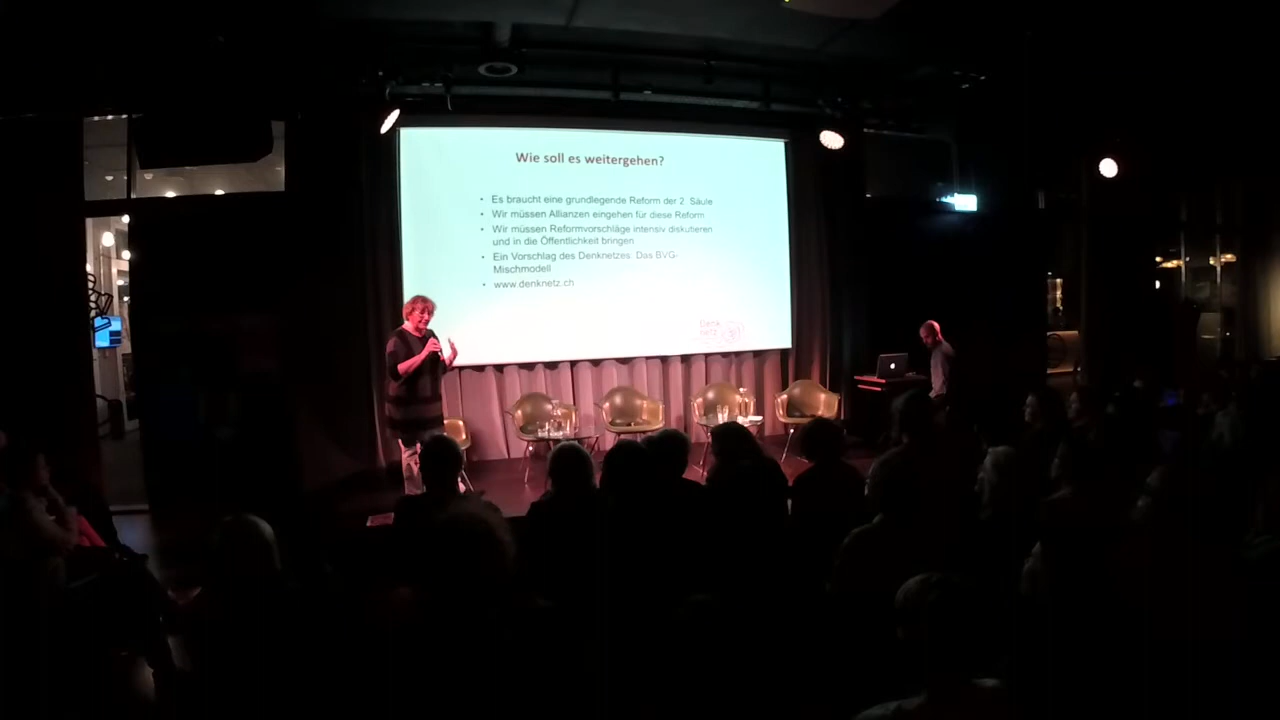 Wie soll es weitergehen?
• Es braucht eine grundlegende Reform der 2. Säule
• Wir müssen Allianzen eingehen für diese Reform
• Wir müssen Reformvorschläge intensiv diskutieren
und in die Öffentlichkeit bringen
• Ein Vorschlag des Denknetzes: Das BVG-
Mischmodell
• www.denknetz.ch
Denk
netz